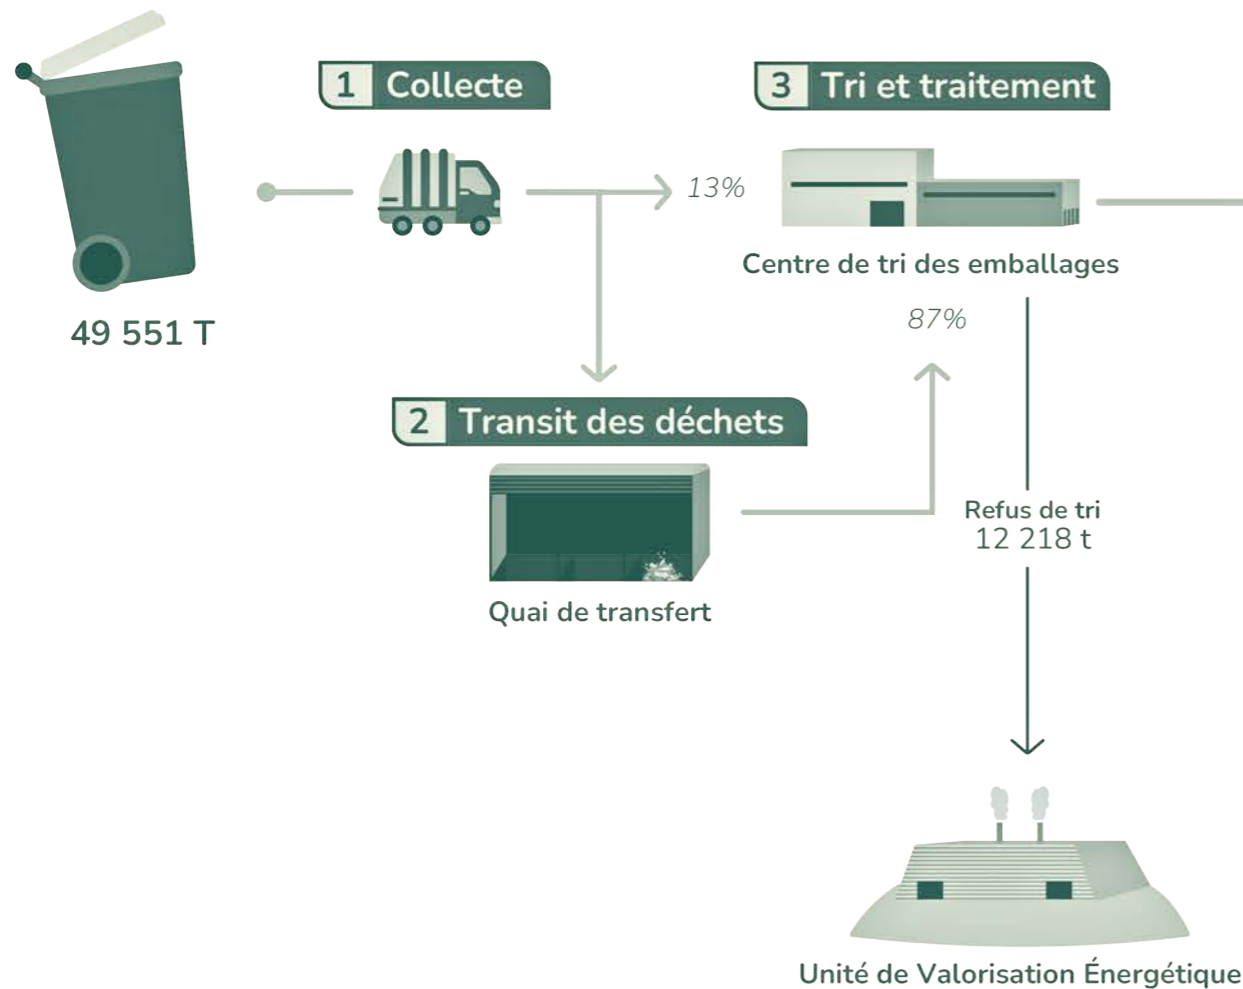 1 Collecte
3 Tri et traitement
13%
Centre de tri des emballages
87%
49 551 T
2 Transit des déchets
Refus de tri
12 218 t
Quai de transfert
Unité de Valorisation Énergétique